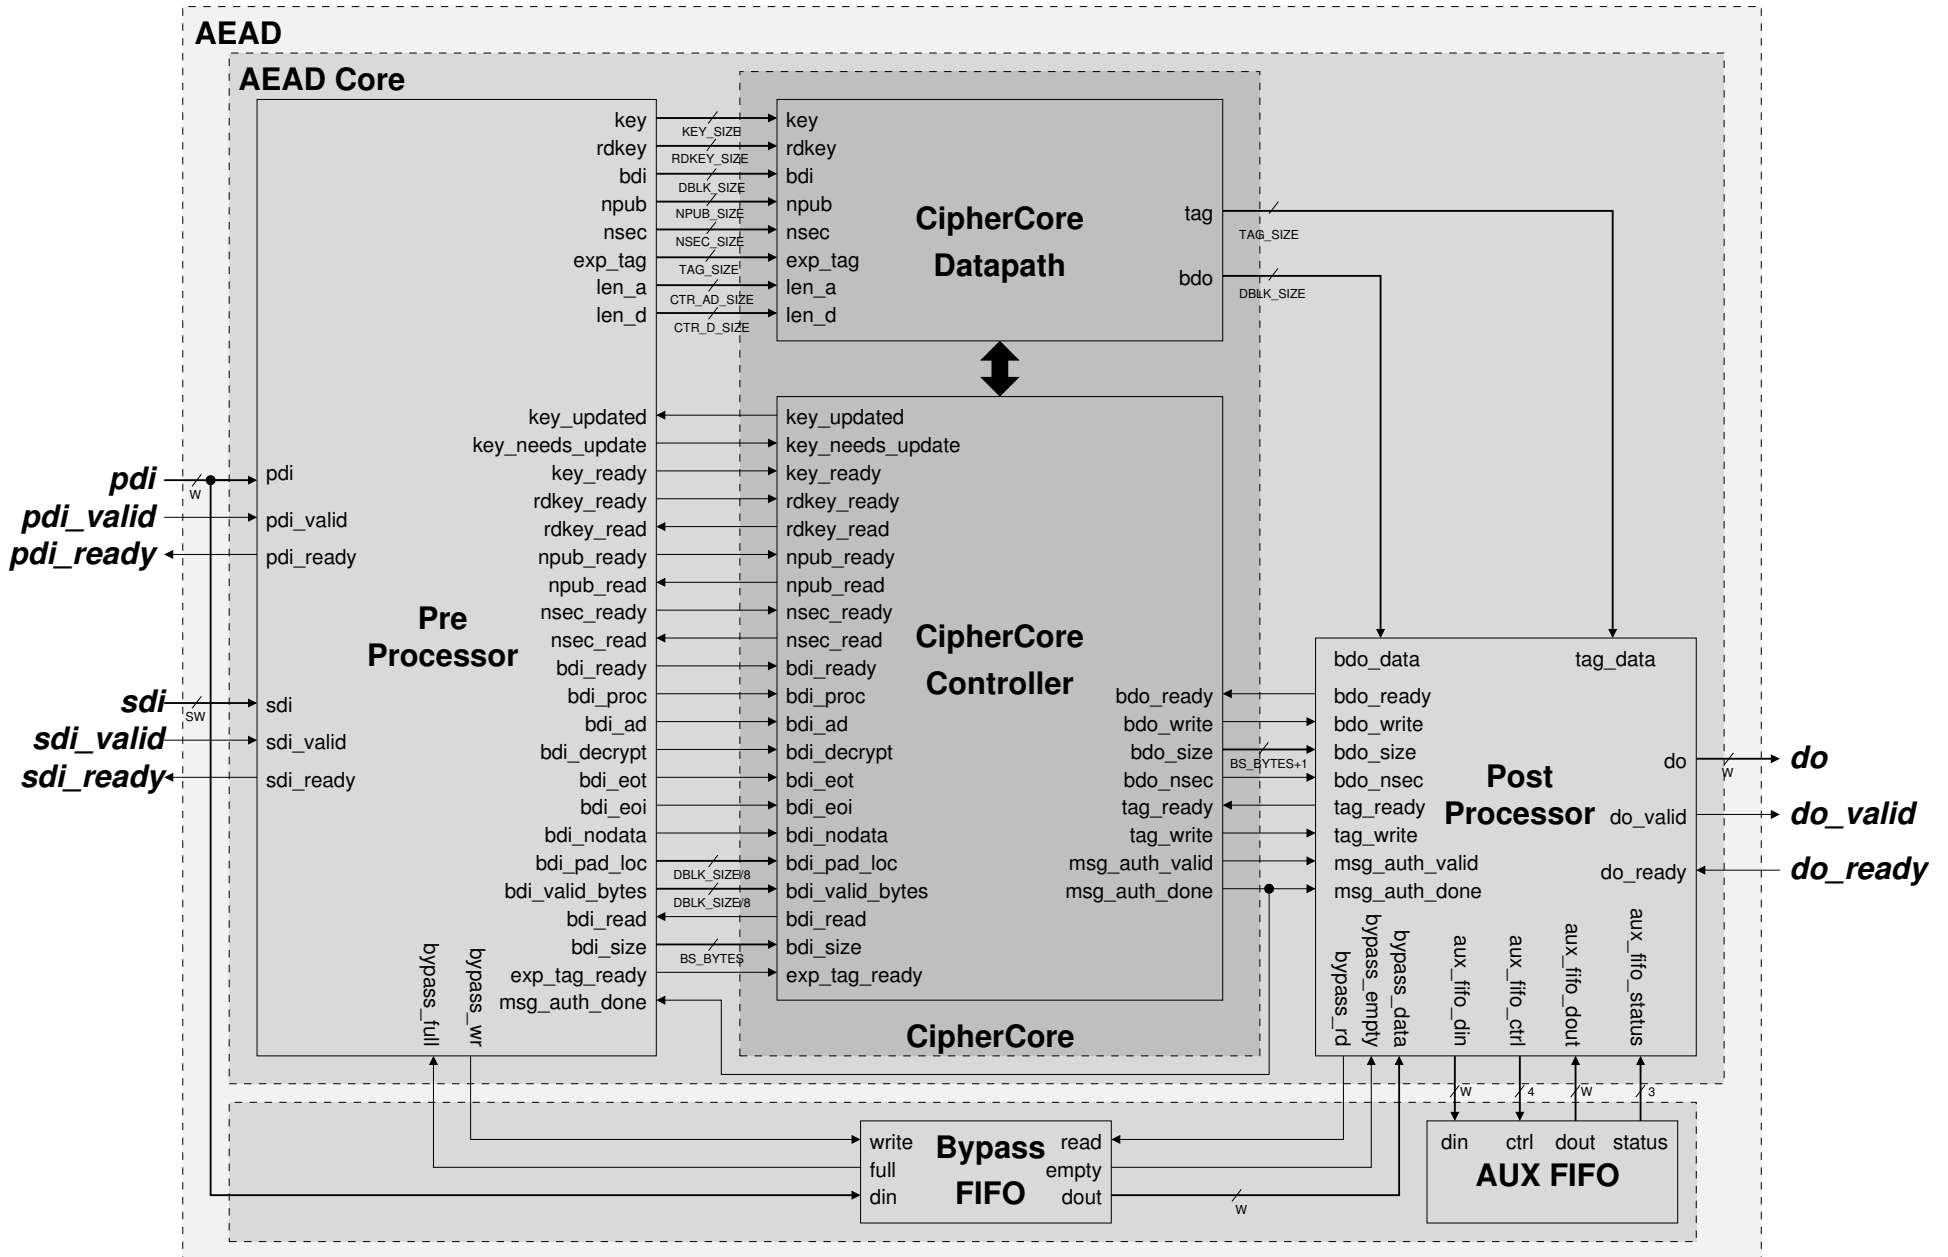 AEAD
AEAD Core
key
rdkey
bdi
npub
nsec
exp_tag
len_a
len_d
KEY_SIZE
RDKEY_SIZE
DBLK_SIZE
NPUB_SIZE
NSEC_SIZE
TAG_SIZE
CTR_AD_SIZE
CTR_D_SIZE
key
rdkey
bdi
npub
nsec
exp_tag
len_a
len_d
CipherCore
Datapath
tag
bdo
TAG_SIZE
DBLK_SIZE
pdi
pdi_valid
pdi_ready
sdi
sdi_valid
sdi_ready
W
SW
pdi
pdi_valid
pdi_ready
sdi
sdi_valid
sdi_ready
Pre
Processor
key_updated
key_needs_update
key_ready
rdkey_ready
rdkey_read
npub_ready
npub_read
nsec_ready
nsec_read
bdi_ready
bdi_proc
bdi_ad
bdi_decrypt
bdi_eot
bdi_eoi
bdi_nodata
bdi_pad_loc
bdi_valid_bytes
bdi_read
bdi_size
exp_tag_ready
msg_auth_done
bypass_full
bypass_wr
DBLK_SIZE/8
DBLK_SIZE/8
BS_BYTES
key_updated
key_needs_update
key_ready
rdkey_ready
rdkey_read
npub_ready
npub_read
nsec_ready
nsec_read
bdi_ready
bdi_proc
bdi_ad
bdi_decrypt
bdi_eot
bdi_eoi
bdi_nodata
bdi_pad_loc
bdi_valid_bytes
bdi_read
bdi_size
exp_tag_ready
CipherCore
Controller
bdo_ready
bdo_write
bdo_size
bdo_nsec
tag_ready
tag_write
msg_auth_valid
msg_auth_done
CipherCore
BS_BYTES+1
bdo_data
tag_data
bdo_ready
bdo_write
bdo_size
bdo_nsec
tag_ready
tag_write
msg_auth_valid
msg_auth_done
Post
Processor
do
do_valid
do_ready
W
do
do_valid
do_ready
bypass_rd
bypass_empty
bypass_data
aux_fifo_din
aux_fifo_ctrl
aux_fifo_dout
aux_fifo_status
W
4
W
3
write
full
din
Bypass
FIFO
read
empty
dout
W
din
ctrl
dout
status
AUX FIFO